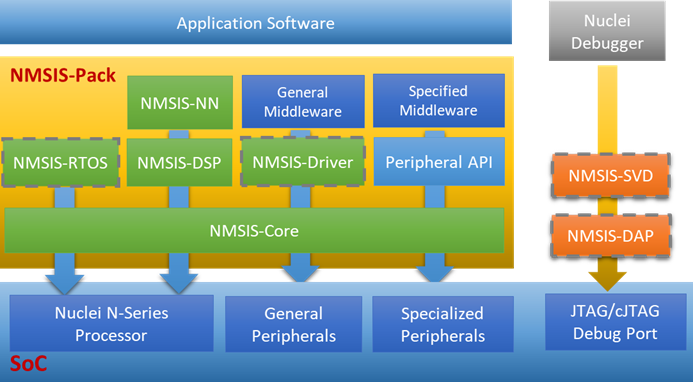 Application Software
Nuclei
Debugger
NMSIS-Pack
NMSIS-NN
General
Middleware
Specified
Middleware
NMSIS-RTOS
NMSIS-DSP
NMSIS-Driver
Peripheral API
NMSIS-SVD
NMSIS-Core
NMSIS-DAP
Nuclei N-Series
Processor
General
Peripherals
Specialized
Peripherals
JTAG/cJTAG
Debug Port
SoC